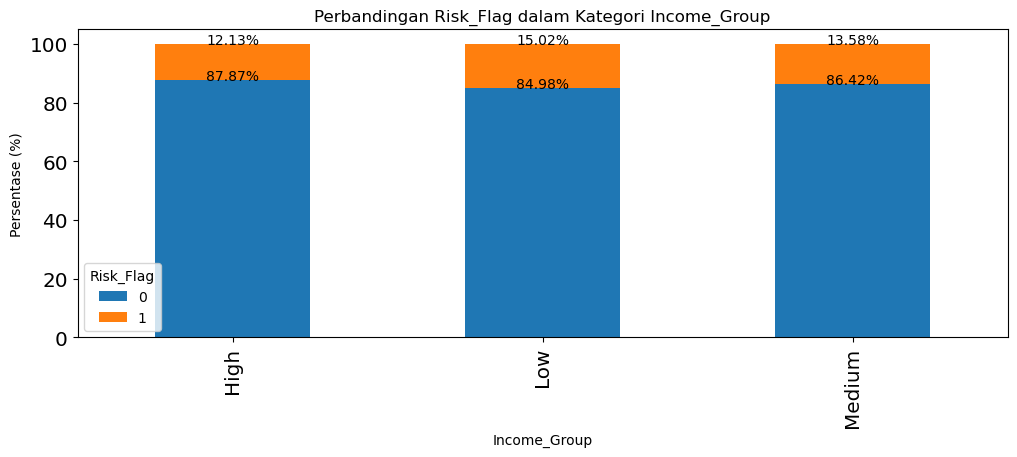 Perbandingan Risk_Flag dalam Kategori Income_Group
Persentase (%)
100
80
60
40
20
0
12.13%
87.87%
15.02%
84.98%
13.58%
86.42%
Risk_Flag
0
1
High
Low
Medium
Income_Group